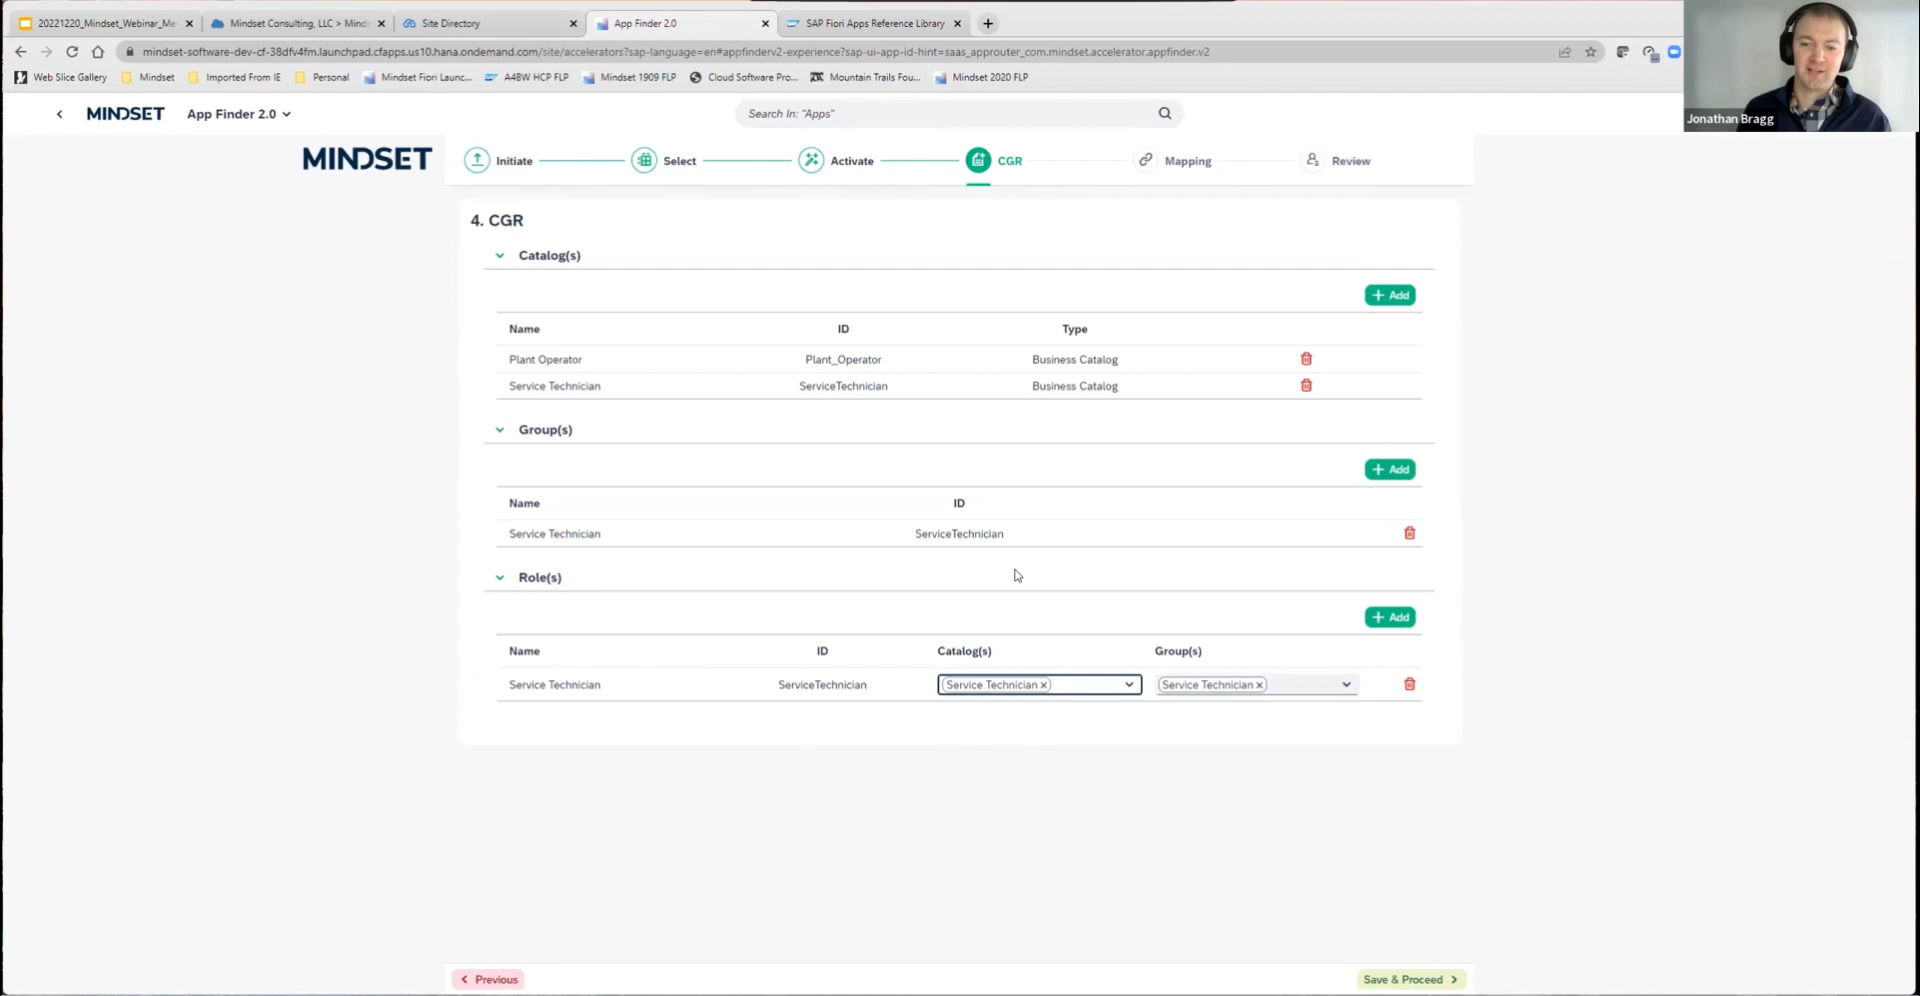 20221220_Mindset_Webinar_Me
Mindset Consulting, LLC > Minds
Site Directory
App Finder 2.0
SAP Fiori Apps Reference Library
mindset-software-dev-cf-38dfv4fm.launchpad.cfapps.us10.hana.ondemand.com/site/accelerators?sap-language=en#appfinderv2-experience?sap-ui-app-id-hint=saas_approuter_com.mindset.accelerator.appfinder.v2
Web Slice Gallery
Mindset
Imported From IE
Personal
Mindset Fiori Launc...
A4BW HCP FLP
Mindset 1909 FLP
Cloud Software Pro...
Mountain Trails Fou...
Mindset 2020 FLP
Jonathan Bragg
MINDSET
App Finder 2.0
Search In: "Apps"
MINDSET
Initiate
Select
Activate
CGR
Mapping
Review
4. CGR
Catalog(s)
+ Add
Name ID Type
Plant Operator Plant_Operator Business Catalog
Service Technician ServiceTechnician Business Catalog
Group(s)
+ Add
Name ID
Service Technician ServiceTechnician
Role(s)
+ Add
Name ID Catalog(s) Group(s)
Service Technician ServiceTechnician Service Technician × Service Technician ×
< Previous
Save & Proceed >